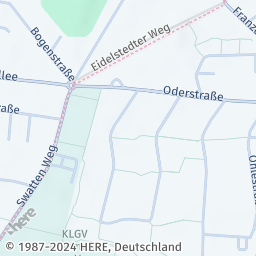 Bogenstraße
Eidelstedter Weg
Franz
llee
Oderstraße
raße
Swatten Weg
KLGV
here
© 1987-2024 HERE, Deutschland